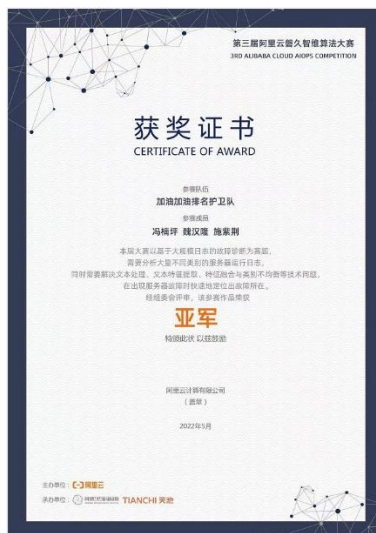 第三届阿里云磐久智维算法大赛
3RD ALIBABA CLOUD AIOPS COMPETITION
获奖证书
CERTIFICATE OF AWARD
参赛队伍
加油加油排名护卫队
参赛成员
冯楠坪 魏汉隆 施紫荆
本届大赛以基于大规模日志的故障诊断为赛题，
需要分析大量不同类别的服务器运行日志，
同时需要解决文本处理、文本特征提取、特征融合与类别不均衡等技术问题，
在出现服务器故障时快速地定位出故障所在。
经组委会评审，该参赛作品荣获
亚军
特颁此状 以兹鼓励
阿里云计算有限公司
（盖章）
2022年5月
主办单位： 阿里云
承办单位： TIANCHI 天池